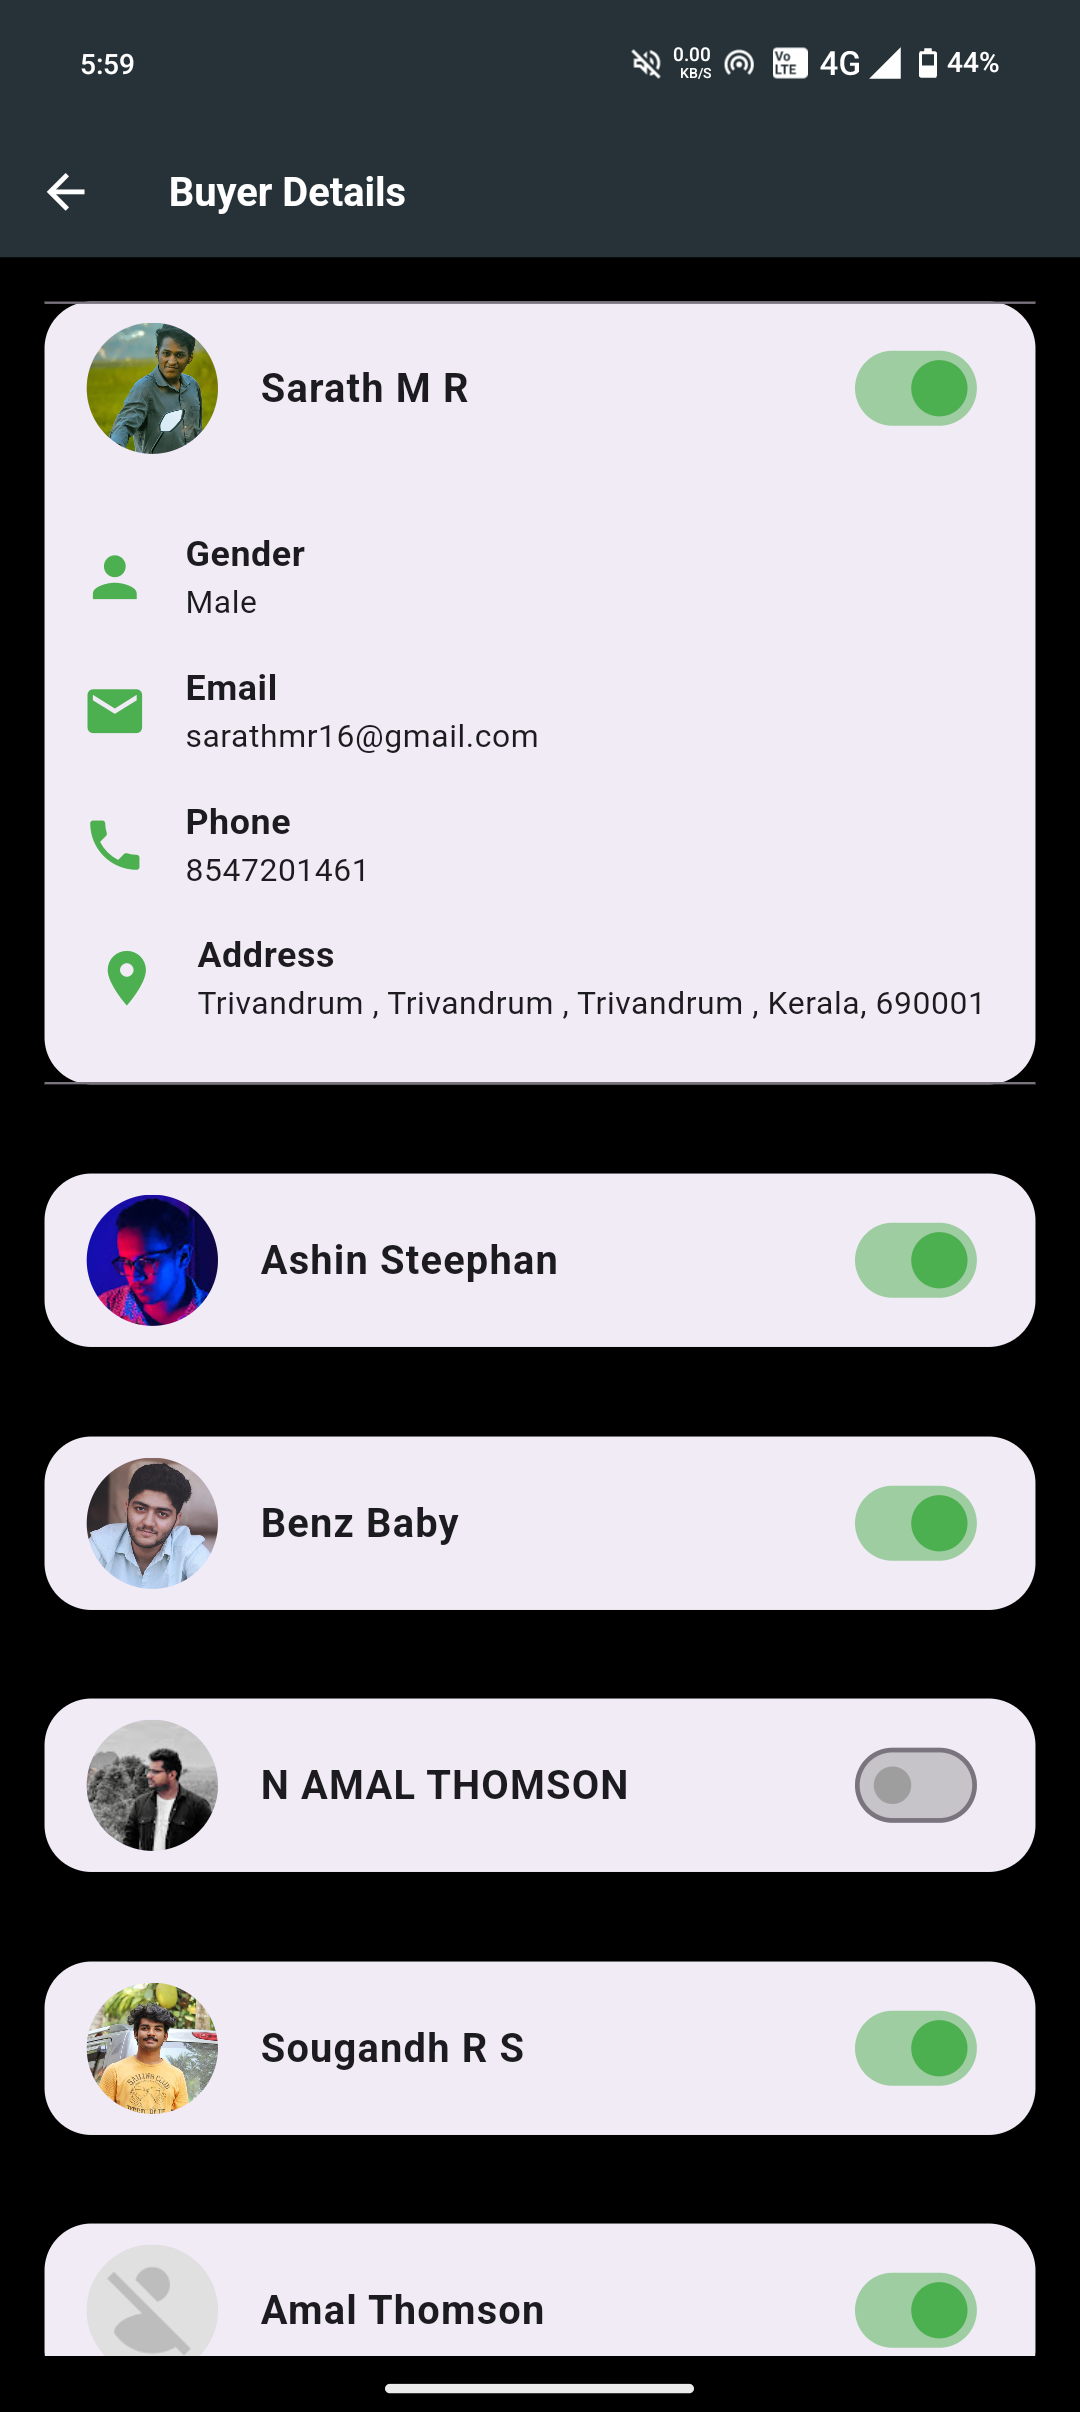 5:59
0.00
KB/S
Vo
LTE
4G
44%
Buyer Details
Sarath M R
Gender
Male
Email
sarathmr16@gmail.com
Phone
8547201461
Address
Trivandrum , Trivandrum , Trivandrum , Kerala, 690001
Ashin Steephan
Benz Baby
N AMAL THOMSON
Sougandh R S
Amal Thomson